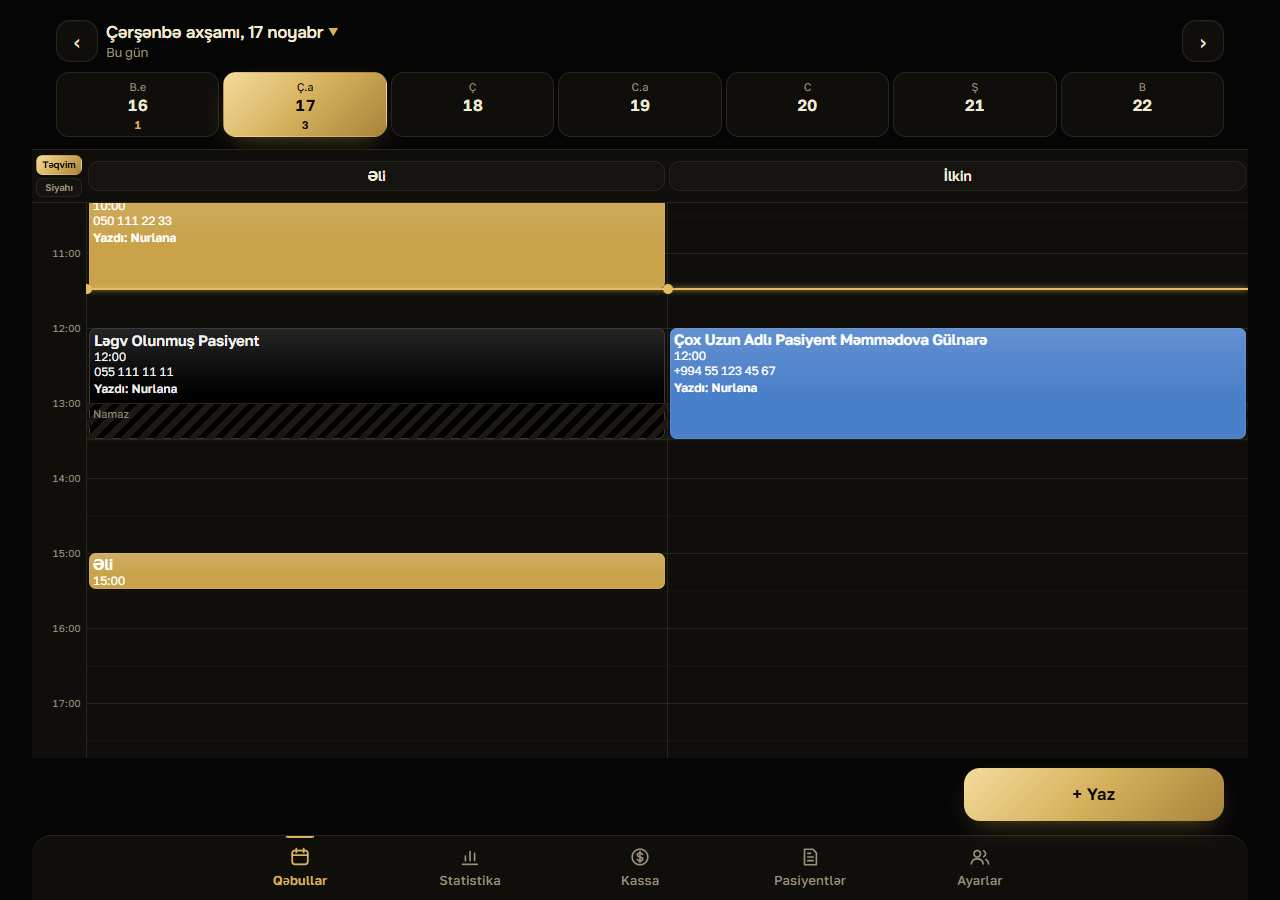 ‹
Çərşənbə axşamı, 17 noyabr ▼
Bu gün
›
B.e
16
1
Ç.a
17
3
Ç
18
C.a
19
C
20
Ş
21
B
22
Təqvim
Siyahı
Əli
İlkin
10:00
050 111 22 33
Yazdı: Nurlana
11:00
12:00
Ləgv Olunmuş Pasiyent
12:00
055 111 11 11
Yazdı: Nurlana
Çox Uzun Adlı Pasiyent Məmmədova Gülnarə
12:00
+994 55 123 45 67
Yazdı: Nurlana
13:00
Namaz
14:00
15:00
Əli
15:00
16:00
17:00
+ Yaz
Qəbullar
Statistika
Kassa
Pasiyentlər
Ayarlar